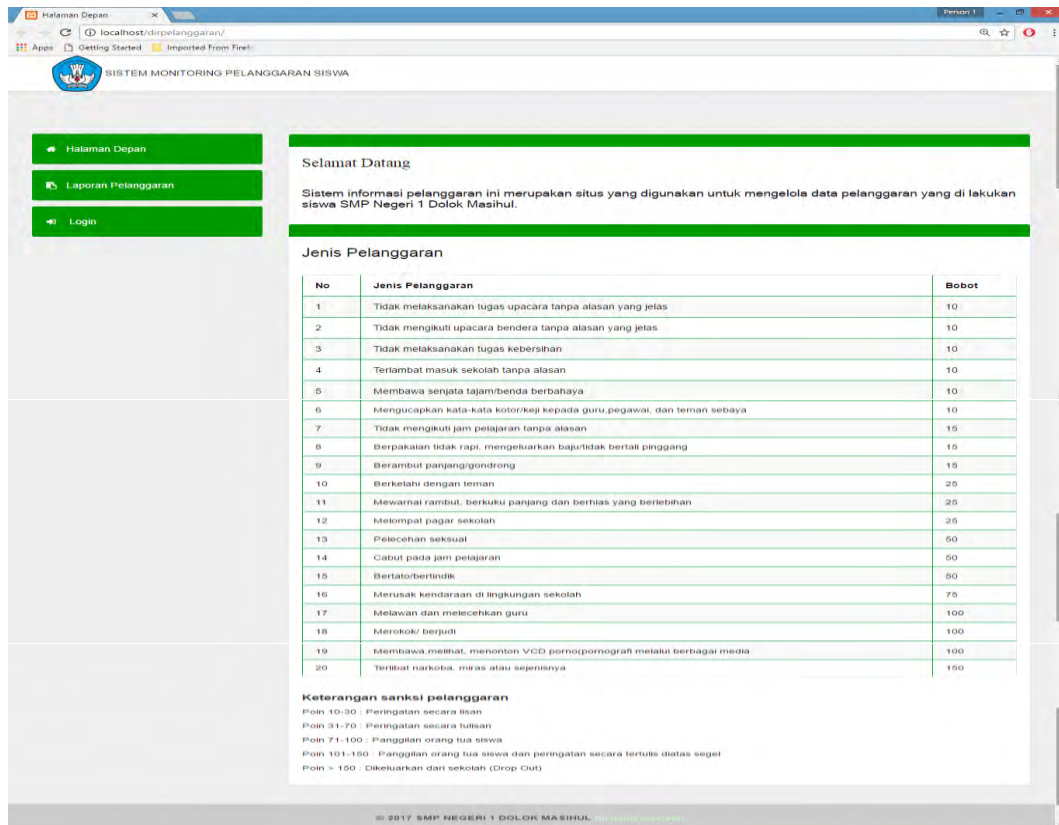 Halaman Depan
Person 1
localhost/dirpelanggaran/
Apps Getting Started Imported From Firef
SISTEM MONITORING PELANGGARAN SISWA
Halaman Depan
Laporan Pelanggaran
Login
Selamat Datang
Sistem informasi pelanggaran ini merupakan situs yang digunakan untuk mengelola data pelanggaran yang di lakukan
siswa SMP Negeri 1 Dolok Masihul.
Jenis Pelanggaran
No Jenis Pelanggaran Bobot
1 Tidak melaksanakan tugas upacara tanpa alasan yang jelas 10
2 Tidak mengikuti upacara bendera tanpa alasan yang jelas 10
3 Tidak melaksanakan tugas kebersihan 10
4 Terlambat masuk sekolah tanpa alasan 10
5 Membawa senjata tajam/benda berbahaya 10
6 Mengucapkan kata-kata kotor/keji kepada guru,pegawai, dan teman sebaya 10
7 Tidak mengikuti jam pelajaran tanpa alasan 15
8 Berpakaian tidak rapi, mengeluarkan baju/tidak bertali pinggang 15
9 Berambut panjang/gondrong 15
10 Berkelahi dengan teman 25
11 Mewarnai rambut, berkuku panjang dan berhias yang berlebihan 25
12 Melompat pagar sekolah 25
13 Pelecehan seksual 50
14 Cabut pada jam pelajaran 50
15 Bertato/bertindik 50
16 Merusak kendaraan di lingkungan sekolah 75
17 Melawan dan melecehkan guru 100
18 Merokok/ berjudi 100
19 Membawa,melihat, menonton VCD porno(pornografi melalui berbagai media 100
20 Terlibat narkoba, miras atau sejenisnya 150
Keterangan sanksi pelanggaran
Poin 10-30 : Peringatan secara lisan
Poin 31-70 : Peringatan secara tulisan
Poin 71-100 : Panggilan orang tua siswa
Poin 101-150 : Panggilan orang tua siswa dan peringatan secara tertulis diatas segel
Poin > 150 : Dikeluarkan dari sekolah (Drop Out)
© 2017 SMP NEGERI 1 DOLOK MASIHUL